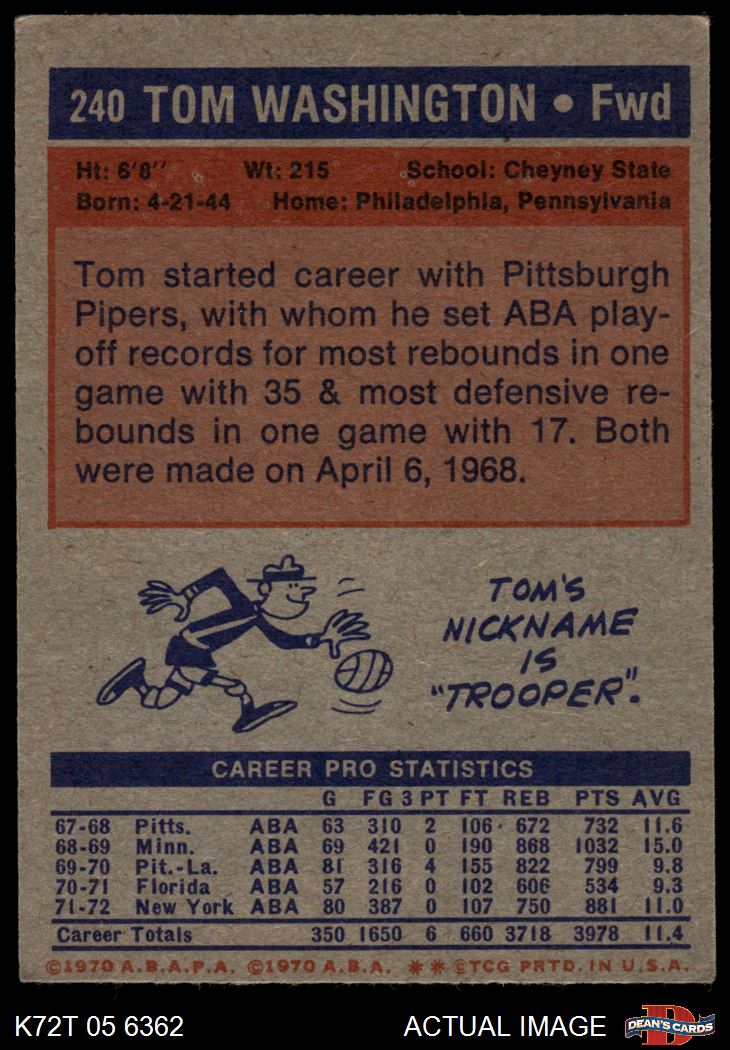 240 TOM WASHINGTON • Fwd
Ht: 6'8'' Wt: 215 School: Cheyney State
Born: 4-21-44 Home: Philadelphia, Pennsylvania
Tom started career with Pittsburgh
Pipers, with whom he set ABA play-
off records for most rebounds in one
game with 35 & most defensive re-
bounds in one game with 17. Both
were made on April 6, 1968.
TOM'S
NICKNAME
IS
"TROOPER".
CAREER PRO STATISTICS
G FG 3 PT FT REB PTS AVG
67-68 Pitts. ABA 63 310 2 106 672 732 11.6
68-69 Minn. ABA 69 421 0 190 868 1032 15.0
69-70 Pit.-La. ABA 81 316 4 155 822 799 9.8
70-71 Florida ABA 57 216 0 102 606 534 9.3
71-72 New York ABA 80 387 0 107 750 881 11.0
Career Totals 350 1650 6 660 3718 3978 11.4
©1970 A.B.A.P.A. ©1970 A.B.A. ** ©TCG PRTD. IN U.S.A.
K72T 05 6362 ACTUAL IMAGE D DEAN'S CARDS